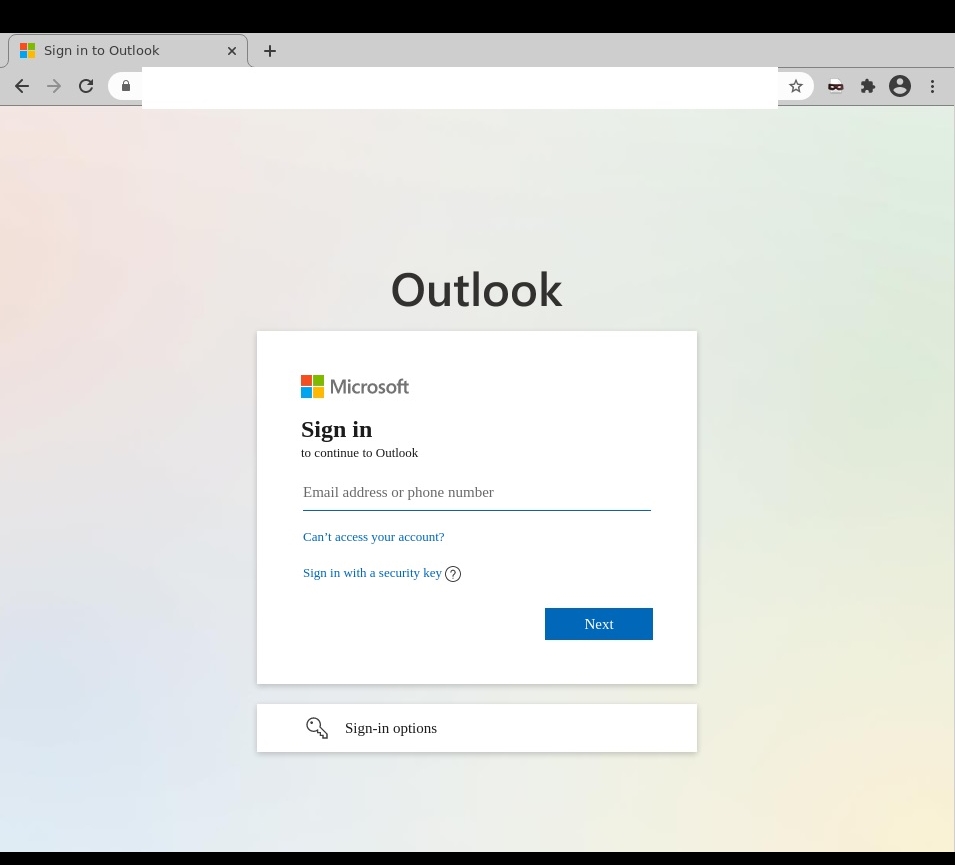 Sign in to Outlook
Outlook
Microsoft
Sign in
to continue to Outlook
Email address or phone number
Can’t access your account?
Sign in with a security key ?
Next
Sign-in options